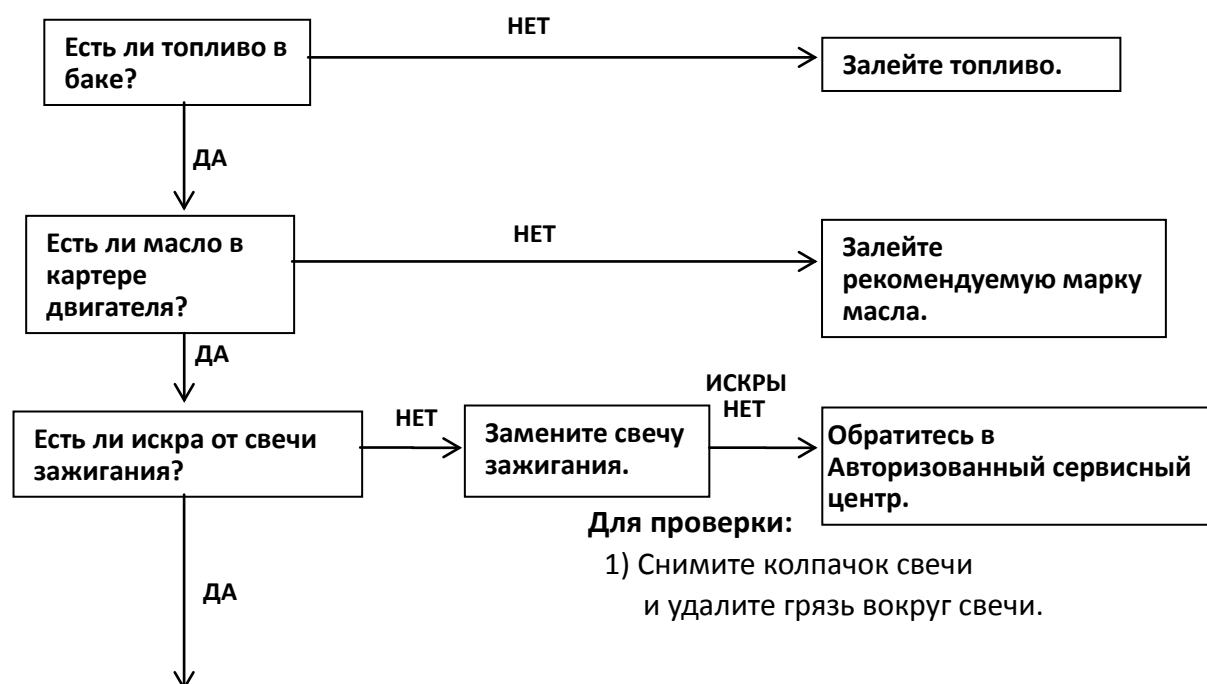 НЕТ
Есть ли топливо в
баке?
Залейте топливо.
ДА
НЕТ
Есть ли масло в
картере
двигателя?
Залейте
рекомендуемую марку
масла.
ДА
ИСКРЫ
НЕТ
НЕТ
Есть ли искра от свечи
зажигания?
Замените свечу
зажигания.
Обратитесь в
Авторизованный сервисный
центр.
Для проверки:
1) Снимите колпачок свечи
и удалите грязь вокруг свечи.
ДА